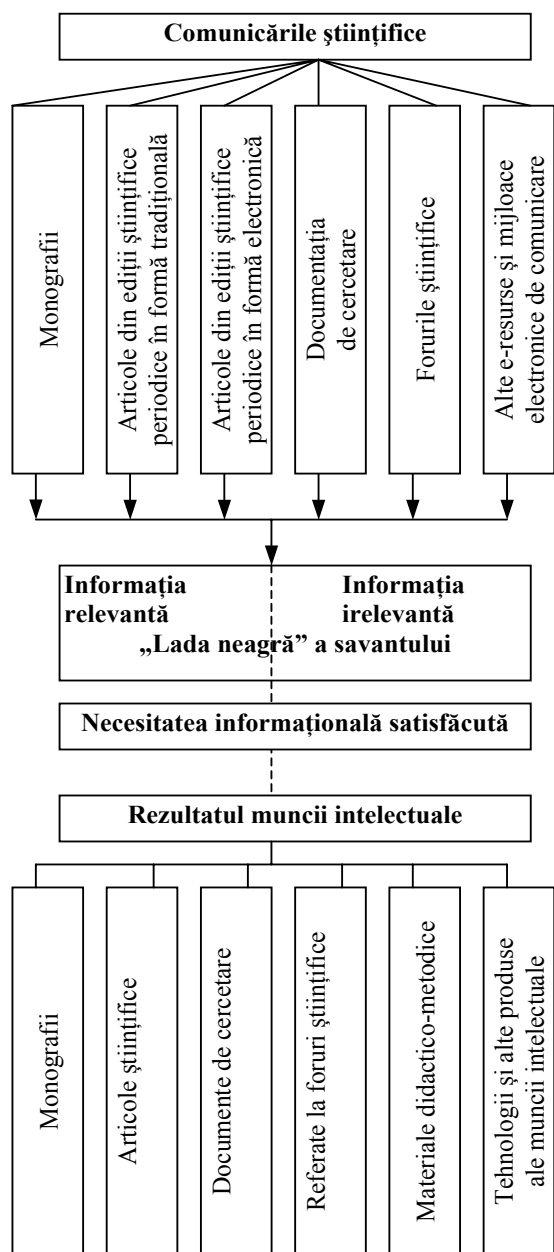 Comunicările ştiinţifice
Monografii
Articole din ediţii ştiinţifice
periodice în formă tradiţională
Articole din ediţii ştiinţifice
periodice în formă electronică
Documentaţia
de cercetare
Forurile ştiinţifice
Alte e-resurse şi mijloace
electronice de comunicare
Informaţia
relevantă
Informaţia
irelevantă
„Lada neagră” a savantului
Necesitatea informaţională satisfăcută
Rezultatul muncii intelectuale
Monografii
Articole ştiinţifice
Documente de cercetare
Referate la foruri ştiinţifice
Materiale didactico-metodice
Tehnologii şi alte produse
ale muncii intelectuale